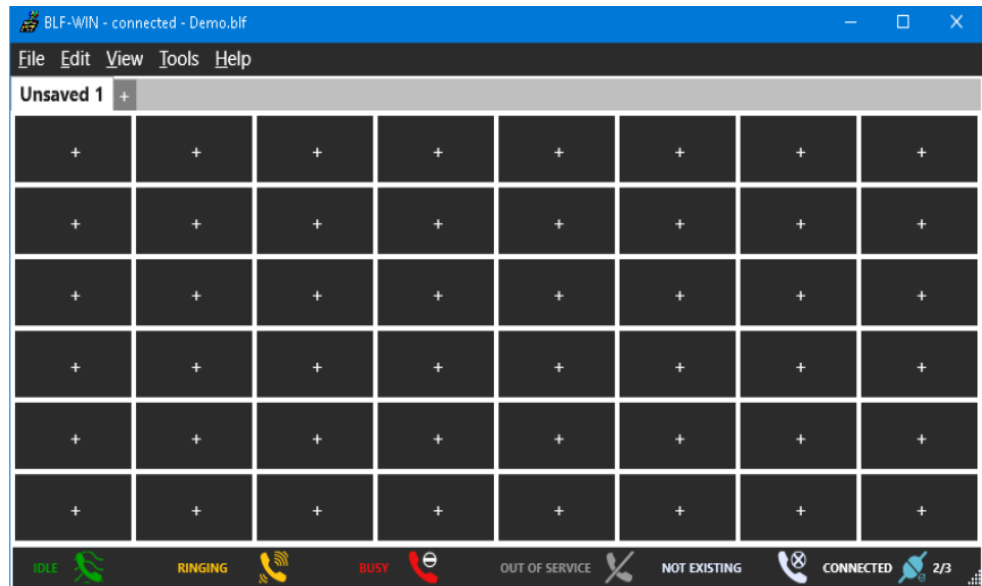 BLF-WIN - connected - Demo.blf
File Edit View Tools Help
Unsaved 1 +
+ + + + + + + +
+ + + + + + + +
+ + + + + + + +
+ + + + + + + +
+ + + + + + + +
+ + + + + + + +
IDLE RINGING BUSY OUT OF SERVICE NOT EXISTING CONNECTED 2/3